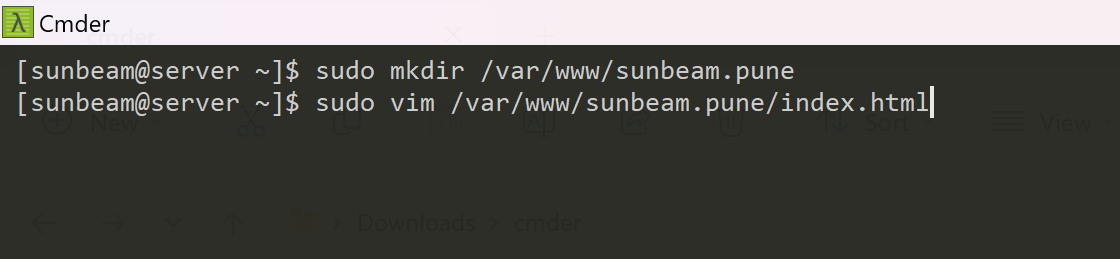 Cmder
cmder
[sunbeam@server ~]$ sudo mkdir /var/www/sunbeam.pune
[sunbeam@server ~]$ sudo vim /var/www/sunbeam.pune/index.html
New
Sort
View
Downloads > cmder